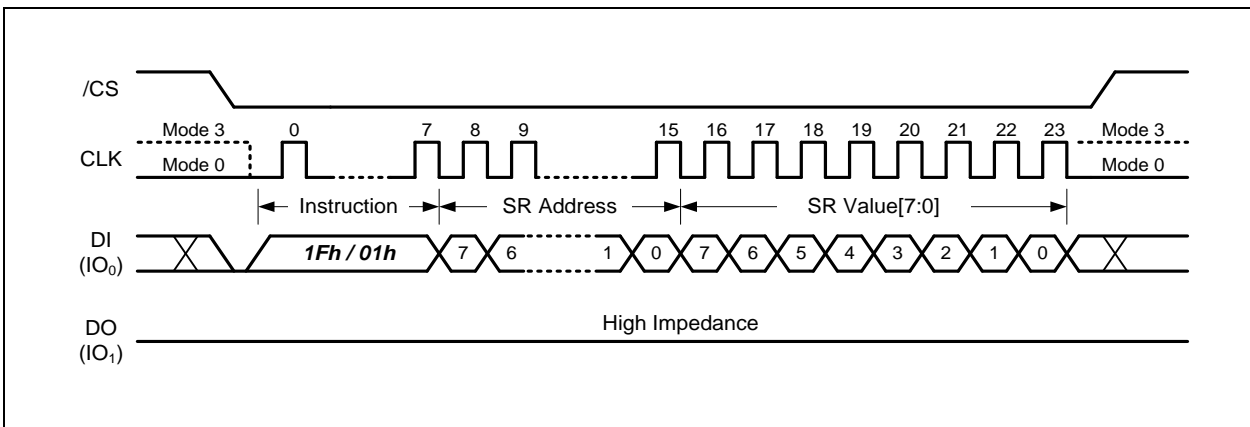 /CS
Mode 3 0 7 8 9 15 16 17 18 19 20 21 22 23 Mode 3
CLK
Mode 0 Mode 0
Instruction SR Address SR Value[7:0]
DI
(IO₀)
1Fh / 01h 7 6 1 0 7 6 5 4 3 2 1 0
High Impedance
DO
(IO₁)